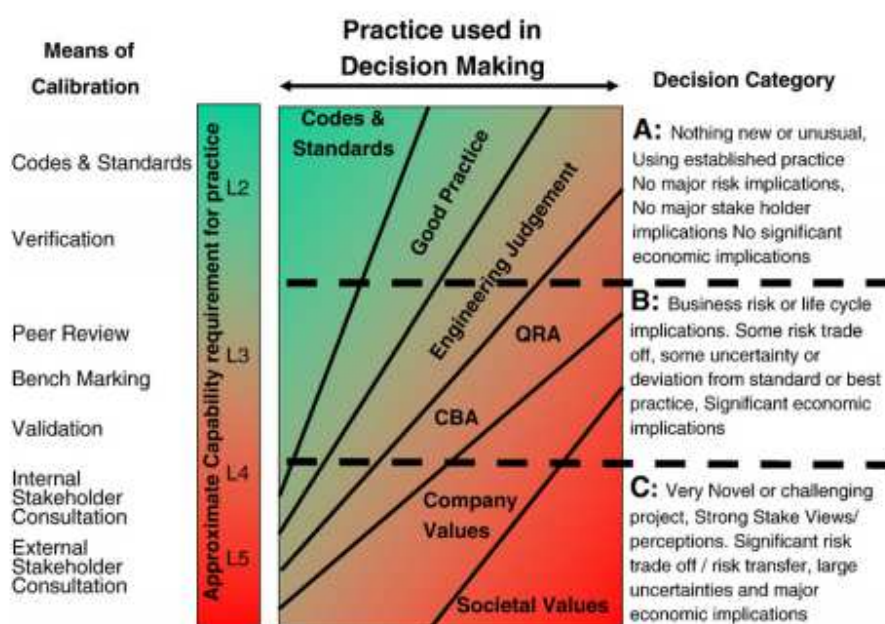 Means of
Calibration
Practice used in
Decision Making
Decision Category
Codes & Standards
Verification
Peer Review
Bench Marking
Validation
Internal
Stakeholder
Consultation
External
Stakeholder
Consultation
Approximate Capability requirement for practice
L2
L3
L4
L5
Codes &
Standards
Good Practice
Engineering Judgement
QRA
CBA
Company
Values
Societal Values
A: Nothing new or unusual,
Using established practice
No major risk implications,
No major stake holder
implications No significant
economic implications
B: Business risk or life cycle
implications. Some risk trade
off, some uncertainty or
deviation from standard or best
practice, Significant economic
implications
C: Very Novel or challenging
project, Strong Stake Views/
perceptions. Significant risk
trade off / risk transfer, large
uncertainties and major
economic implications